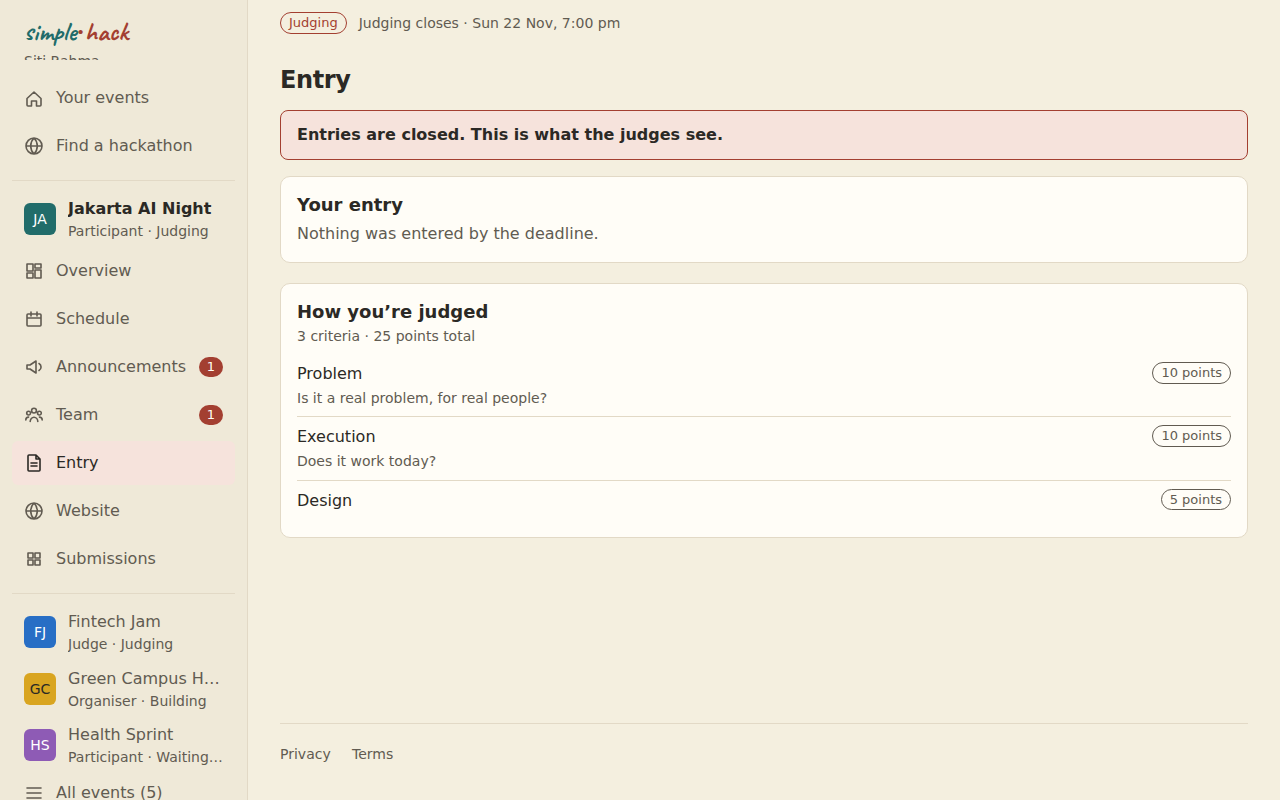 simple·hack
Siti Rahma
Your events
Find a hackathon
JA
Jakarta AI Night
Participant · Judging
Overview
Schedule
Announcements 1
Team 1
Entry
Website
Submissions
FJ
Fintech Jam
Judge · Judging
GC
Green Campus H…
Organiser · Building
HS
Health Sprint
Participant · Waiting…
All events (5)
Judging Judging closes · Sun 22 Nov, 7:00 pm
Entry
Entries are closed. This is what the judges see.
Your entry
Nothing was entered by the deadline.
How you’re judged
3 criteria · 25 points total
Problem 10 points
Is it a real problem, for real people?
Execution 10 points
Does it work today?
Design 5 points
Privacy Terms